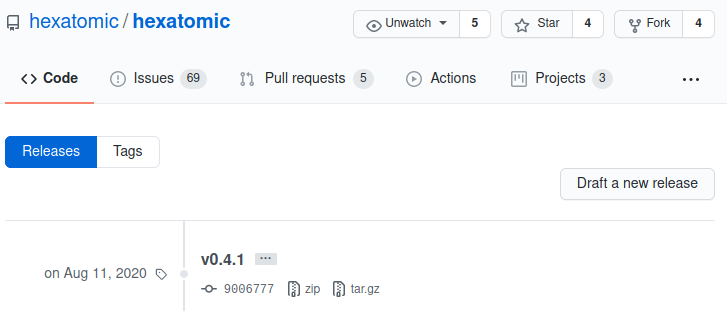 hexatomic / hexatomic Unwatch 5 Star 4 Fork 4
Code Issues 69 Pull requests 5 Actions Projects 3 ...
Releases Tags
Draft a new release
v0.4.1 ...
on Aug 11, 2020
9006777 zip tar.gz